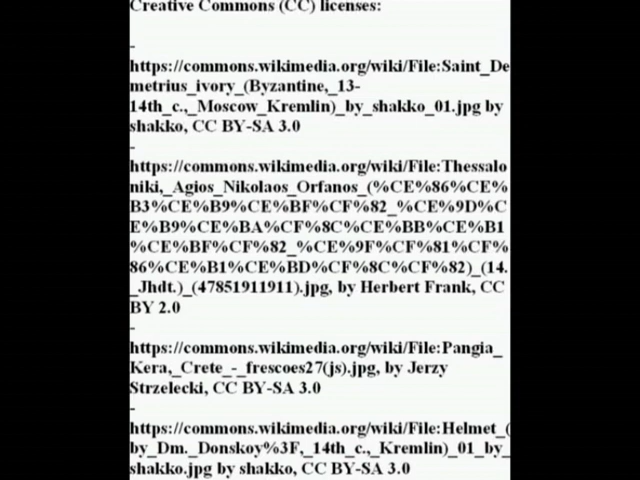 Creative Commons (CC) licenses:
-
https://commons.wikimedia.org/wiki/File:Saint_De
metrius_ivory_(Byzantine,_13-
14th_c.,_Moscow_Kremlin)_by_shakko_01.jpg by
shakko, CC BY-SA 3.0
-
https://commons.wikimedia.org/wiki/File:Thessalo
niki,_Agios_Nikolaos_Orfanos_(%CE%86%CE%
B3%CE%B9%CE%BF%CF%82_%CE%9D%C
E%B9%CE%BA%CF%8C%CE%BB%CE%B1
%CE%BF%CF%82_%CE%9F%CF%81%CF%
86%CE%B1%CE%BD%CF%8C%CF%82)_(14.
_Jhdt.)_(47851911911).jpg, by Herbert Frank, CC
BY 2.0
-
https://commons.wikimedia.org/wiki/File:Pangia_
Kera,_Crete_-_frescoes27(js).jpg, by Jerzy
Strzelecki, CC BY-SA 3.0
-
https://commons.wikimedia.org/wiki/File:Helmet_(
by_Dm._Donskoy%3F,_14th_c.,_Kremlin)_01_by_
shakko.jpg by shakko, CC BY-SA 3.0